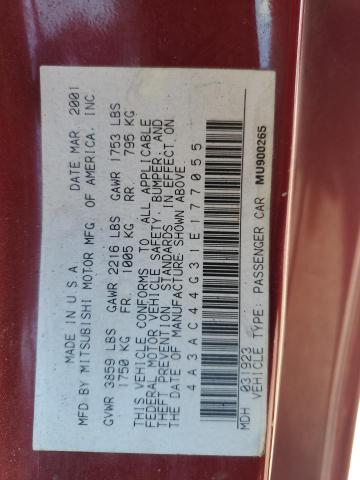 MADE IN U.S.A. DATE MAR 2001
MFD BY MITSUBISHI MOTOR MFG. OF AMERICA, INC.
GVWR 3859 LBS GAWR 2216 LBS GAWR 1753 LBS
1750 KG FR. 1005 KG RR. 795 KG
THIS VEHICLE CONFORMS TO ALL APPLICABLE
FEDERAL MOTOR VEHICLE SAFETY, BUMPER, AND
THEFT PREVENTION STANDARDS IN EFFECT ON
THE DATE OF MANUFACTURE SHOWN ABOVE.
4A3AC44G31E177055
MDH 031923
VEHICLE TYPE: PASSENGER CAR MU900265